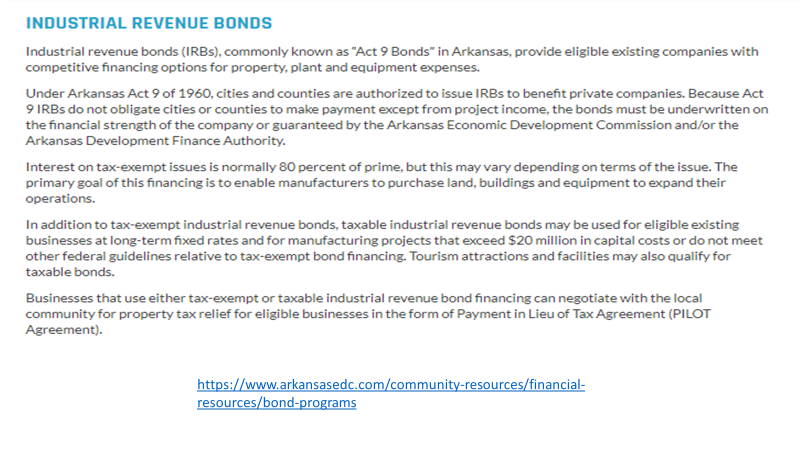 INDUSTRIAL REVENUE BONDS
Industrial revenue bonds (IRBs), commonly known as "Act 9 Bonds" in Arkansas, provide eligible existing companies with
competitive financing options for property, plant and equipment expenses.
Under Arkansas Act 9 of 1960, cities and counties are authorized to issue IRBs to benefit private companies. Because Act
9 IRBs do not obligate cities or counties to make payment except from project income, the bonds must be underwritten on
the financial strength of the company or guaranteed by the Arkansas Economic Development Commission and/or the
Arkansas Development Finance Authority.
Interest on tax-exempt issues is normally 80 percent of prime, but this may vary depending on terms of the issue. The
primary goal of this financing is to enable manufacturers to purchase land, buildings and equipment to expand their
operations.
In addition to tax-exempt industrial revenue bonds, taxable industrial revenue bonds may be used for eligible existing
businesses at long-term fixed rates and for manufacturing projects that exceed $20 million in capital costs or do not meet
other federal guidelines relative to tax-exempt bond financing. Tourism attractions and facilities may also qualify for
taxable bonds.
Businesses that use either tax-exempt or taxable industrial revenue bond financing can negotiate with the local
community for property tax relief for eligible businesses in the form of Payment in Lieu of Tax Agreement (PILOT
Agreement).
https://www.arkansasedc.com/community-resources/financial-
resources/bond-programs